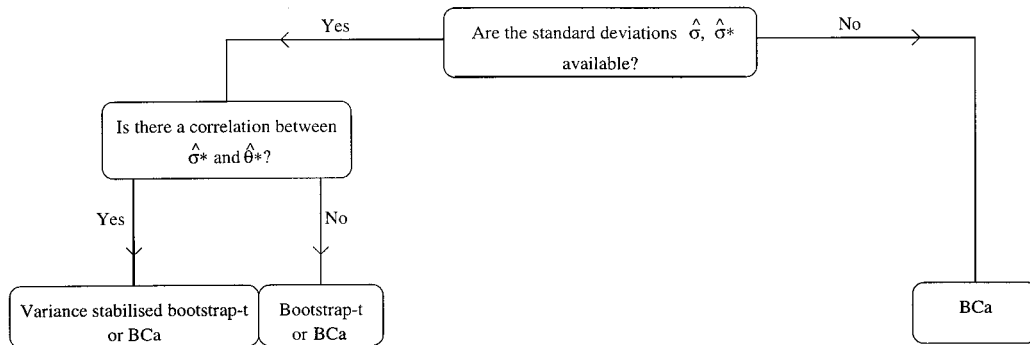 Yes
Are the standard deviations σ̂, σ̂*
available?
No
Is there a correlation between
σ̂* and θ̂*?
Yes
No
Variance stabilised bootstrap-t
or BCa
Bootstrap-t
or BCa
BCa